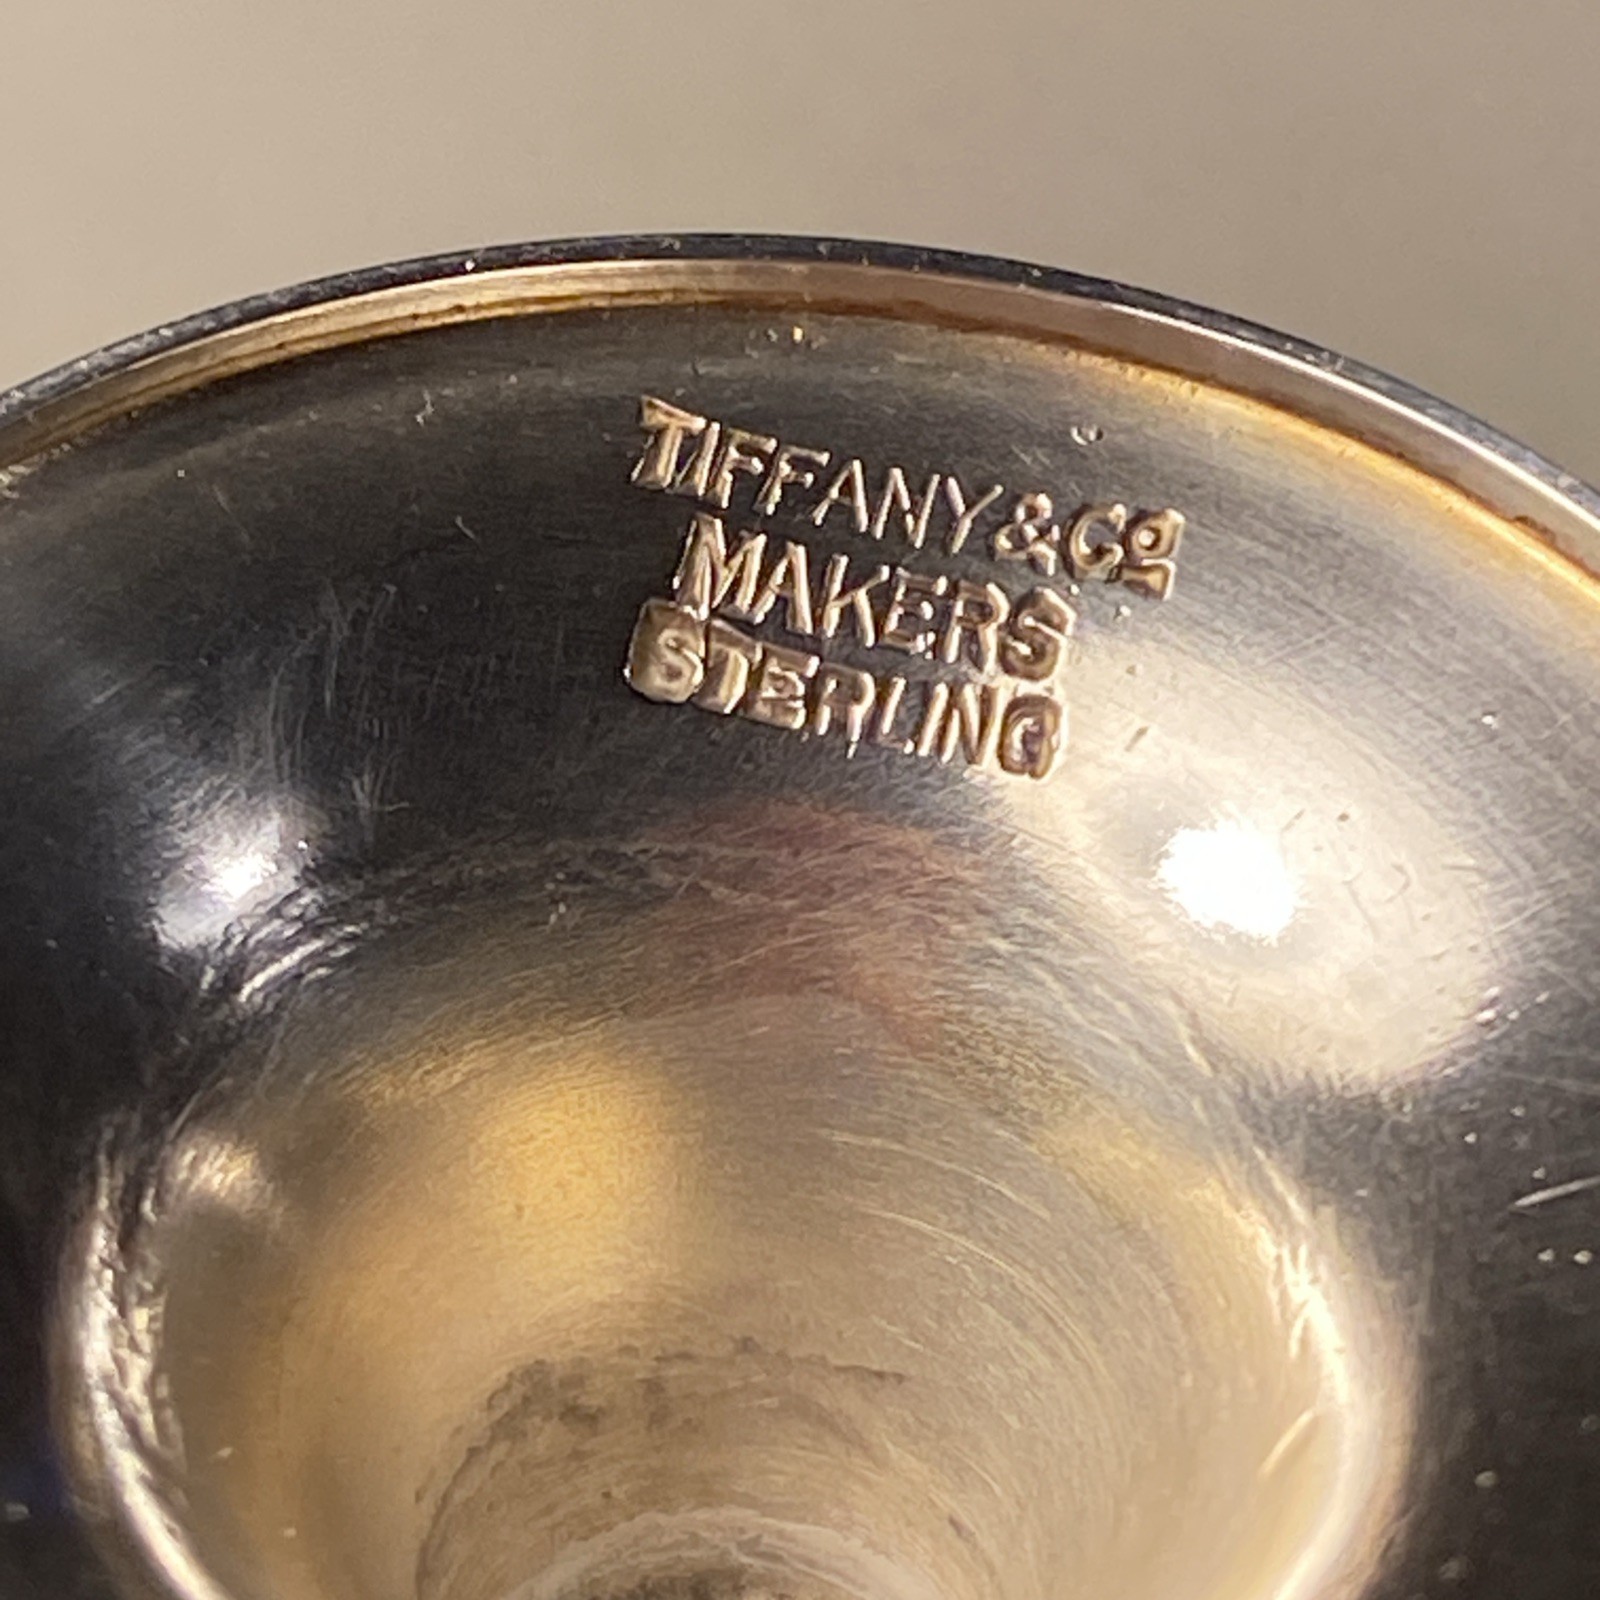 TIFFANY & Co
MAKERS
STERLING